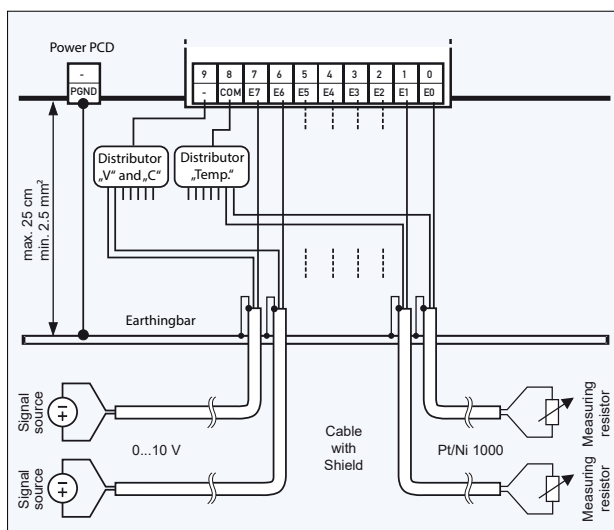 Power PCD
-
PGND
9 8 7 6 5 4 3 2 1 0
- COM E7 E6 E5 E4 E3 E2 E1 E0
Distributor
„V“ and „C“
Distributor
„Temp.“
max. 25 cm
min. 2.5 mm²
Earthingbar
Signal
source
0...10 V
Signal
source
Cable
with
Shield
Pt/Ni 1000
Measuring
resistor
Measuring
resistor